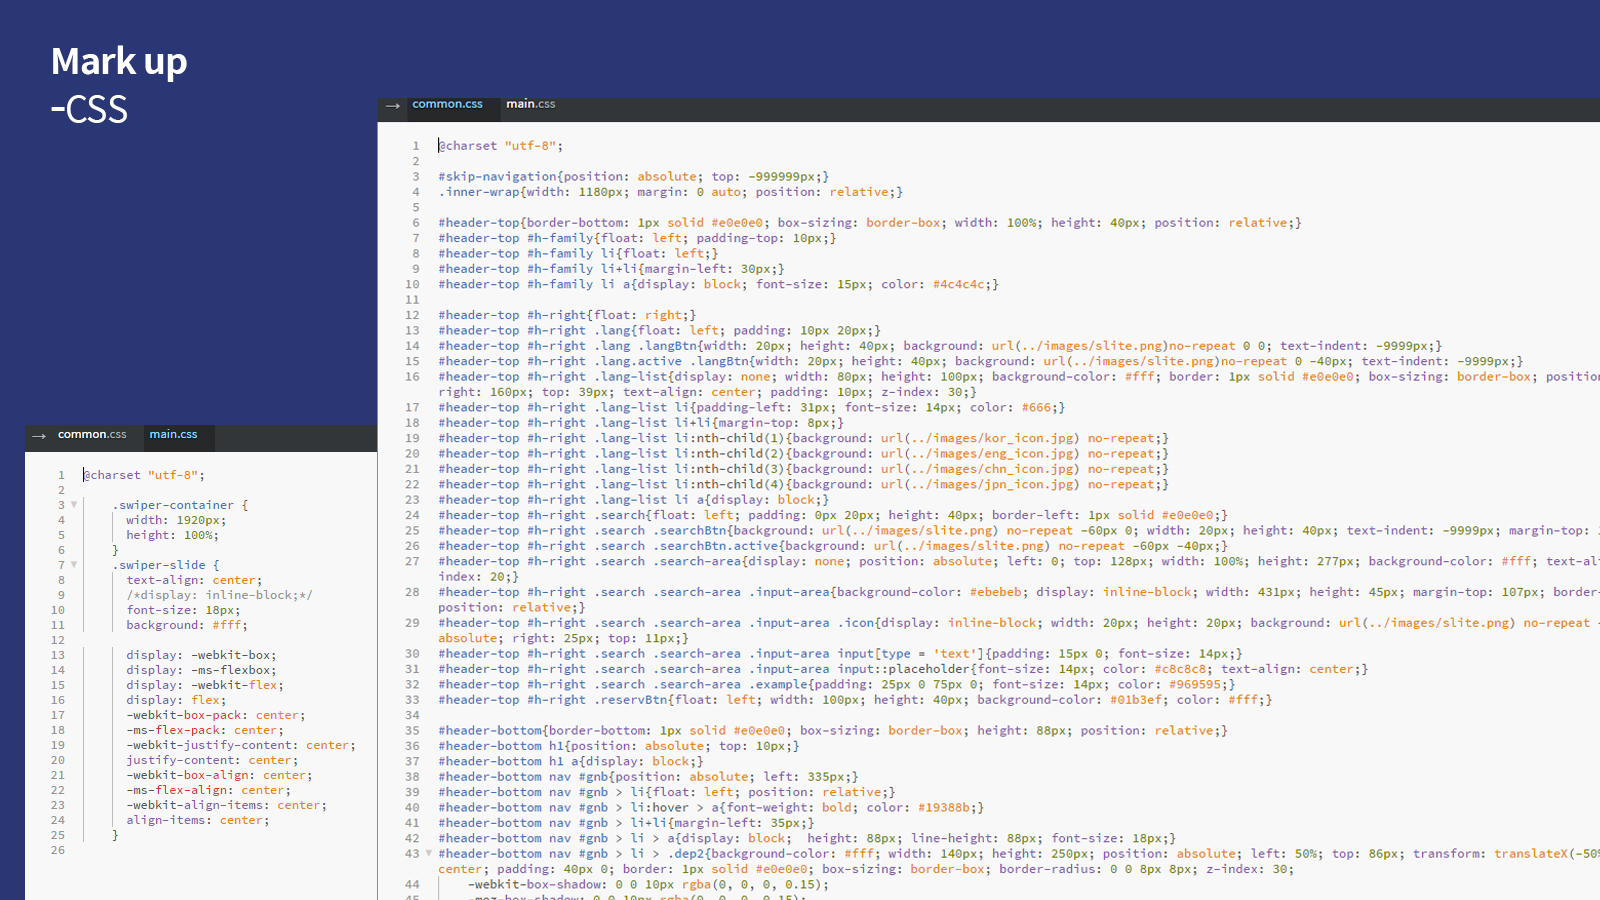 Mark up
-CSS
→ common.css main.css
1 @charset "utf-8";
2
3 #skip-navigation{position: absolute; top: -999999px;}
4 .inner-wrap{width: 1180px; margin: 0 auto; position: relative;}
5
6 #header-top{border-bottom: 1px solid #e0e0e0; box-sizing: border-box; width: 100%; height: 40px; position: relative;}
7 #header-top #h-family{float: left; padding-top: 10px;}
8 #header-top #h-family li{float: left;}
9 #header-top #h-family li+li{margin-left: 30px;}
10 #header-top #h-family li a{display: block; font-size: 15px; color: #4c4c4c;}
11
12 #header-top #h-right{float: right;}
13 #header-top #h-right .lang{float: left; padding: 10px 20px;}
14 #header-top #h-right .lang .langBtn{width: 20px; height: 40px; background: url(../images/slite.png)no-repeat 0 0; text-indent: -9999px;}
15 #header-top #h-right .lang.active .langBtn{width: 20px; height: 40px; background: url(../images/slite.png)no-repeat 0 -40px; text-indent: -9999px;}
16 #header-top #h-right .lang-list{display: none; width: 80px; height: 100px; background-color: #fff; border: 1px solid #e0e0e0; box-sizing: border-box; position
right: 160px; top: 39px; text-align: center; padding: 10px; z-index: 30;}
17 #header-top #h-right .lang-list li{padding-left: 31px; font-size: 14px; color: #666;}
18 #header-top #h-right .lang-list li+li{margin-top: 8px;}
19 #header-top #h-right .lang-list li:nth-child(1){background: url(../images/kor_icon.jpg) no-repeat;}
20 #header-top #h-right .lang-list li:nth-child(2){background: url(../images/eng_icon.jpg) no-repeat;}
21 #header-top #h-right .lang-list li:nth-child(3){background: url(../images/chn_icon.jpg) no-repeat;}
22 #header-top #h-right .lang-list li:nth-child(4){background: url(../images/jpn_icon.jpg) no-repeat;}
23 #header-top #h-right .lang-list li a{display: block;}
24 #header-top #h-right .search{float: left; padding: 0px 20px; height: 40px; border-left: 1px solid #e0e0e0;}
25 #header-top #h-right .search .searchBtn{background: url(../images/slite.png) no-repeat -60px 0; width: 20px; height: 40px; text-indent: -9999px; margin-top:
26 #header-top #h-right .search .searchBtn.active{background: url(../images/slite.png) no-repeat -60px -40px;}
27 #header-top #h-right .search .search-area{display: none; position: absolute; left: 0; top: 128px; width: 100%; height: 277px; background-color: #fff; text-al
index: 20;}
28 #header-top #h-right .search .search-area .input-area{background-color: #ebebeb; display: inline-block; width: 431px; height: 45px; margin-top: 107px; border-
position: relative;}
29 #header-top #h-right .search .search-area .input-area .icon{display: inline-block; width: 20px; height: 20px; background: url(../images/slite.png) no-repeat -
absolute; right: 25px; top: 11px;}
30 #header-top #h-right .search .search-area .input-area input[type = 'text']{padding: 15px 0; font-size: 14px;}
31 #header-top #h-right .search .search-area .input-area input::placeholder{font-size: 14px; color: #c8c8c8; text-align: center;}
32 #header-top #h-right .search .search-area .example{padding: 25px 0 75px 0; font-size: 14px; color: #969595;}
33 #header-top #h-right .reservBtn{float: left; width: 100px; height: 40px; background-color: #01b3ef; color: #fff;}
34
35 #header-bottom{border-bottom: 1px solid #e0e0e0; box-sizing: border-box; height: 88px; position: relative;}
36 #header-bottom h1{position: absolute; top: 10px;}
37 #header-bottom h1 a{display: block;}
38 #header-bottom nav #gnb{position: absolute; left: 335px;}
39 #header-bottom nav #gnb > li{float: left; position: relative;}
40 #header-bottom nav #gnb > li:hover > a{font-weight: bold; color: #19388b;}
41 #header-bottom nav #gnb > li+li{margin-left: 35px;}
42 #header-bottom nav #gnb > li > a{display: block;  height: 88px; line-height: 88px; font-size: 18px;}
43 #header-bottom nav #gnb > li > .dep2{background-color: #fff; width: 140px; height: 250px; position: absolute; left: 50%; top: 86px; transform: translateX(-50%
center; padding: 40px 0; border: 1px solid #e0e0e0; box-sizing: border-box; border-radius: 0 0 8px 8px; z-index: 30;
44 -webkit-box-shadow: 0 0 10px rgba(0, 0, 0, 0.15);
45 -moz-box-shadow: 0 0 10px rgba(0, 0, 0, 0.15);
→ common.css main.css
1 @charset "utf-8";
2
3 .swiper-container {
4 width: 1920px;
5 height: 100%;
6 }
7 .swiper-slide {
8 text-align: center;
9 /*display: inline-block;*/
10 font-size: 18px;
11 background: #fff;
12
13 display: -webkit-box;
14 display: -ms-flexbox;
15 display: -webkit-flex;
16 display: flex;
17 -webkit-box-pack: center;
18 -ms-flex-pack: center;
19 -webkit-justify-content: center;
20 justify-content: center;
21 -webkit-box-align: center;
22 -ms-flex-align: center;
23 -webkit-align-items: center;
24 align-items: center;
25 }
26